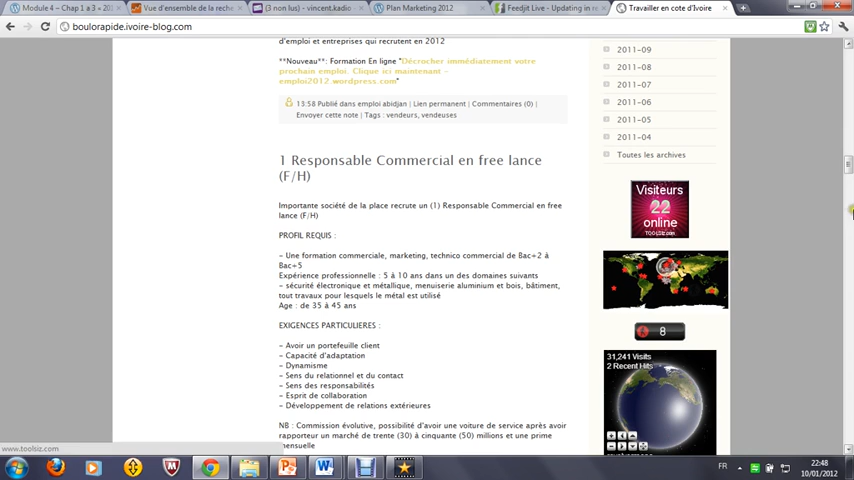 Module 4 - Chap 1 a 3 «
Vue d'ensemble de la reche
(3 non lus) - vincent.kadio
Plan Marketing 2012
Feedjit Live - Updating in re
Travailler en cote d'Ivoire
boulorapide.ivoire-blog.com
d'emploi et entreprises qui recrutent en 2012
**Nouveau**: Formation En ligne "Décrocher immédiatement votre
prochain emploi. Clique ici maintenant -
emploi2012.wordpress.com"
13:58 Publié dans emploi abidjan | Lien permanent | Commentaires (0) |
Envoyer cette note | Tags : vendeurs, vendeuses
1 Responsable Commercial en free lance
(F/H)
Importante société de la place recrute un (1) Responsable Commercial en free
lance (F/H)
PROFIL REQUIS :
- Une formation commerciale, marketing, technico commercial de Bac+2 à
Bac+5
Expérience professionnelle : 5 à 10 ans dans un des domaines suivants
- sécurité électronique et métallique, menuiserie aluminium et bois, bâtiment,
tout travaux pour lesquels le métal est utilisé
Age : de 35 à 45 ans
EXIGENCES PARTICULIERES :
- Avoir un portefeuille client
- Capacité d'adaptation
- Dynamisme
- Sens du relationnel et du contact
- Sens des responsabilités
- Esprit de collaboration
- Développement de relations extérieures
NB : Commission évolutive, possibilité d'avoir une voiture de service après avoir
rapporteur un marché de trente (30) à cinquante (50) millions et une prime
mensuelle
2011-09
2011-08
2011-07
2011-06
2011-05
2011-04
Toutes les archives
Visiteurs
22
online
TOOLSiZ.com
8
31,241 Visits
2 Recent Hits
www.toolsiz.com
FR
22:48
10/01/2012